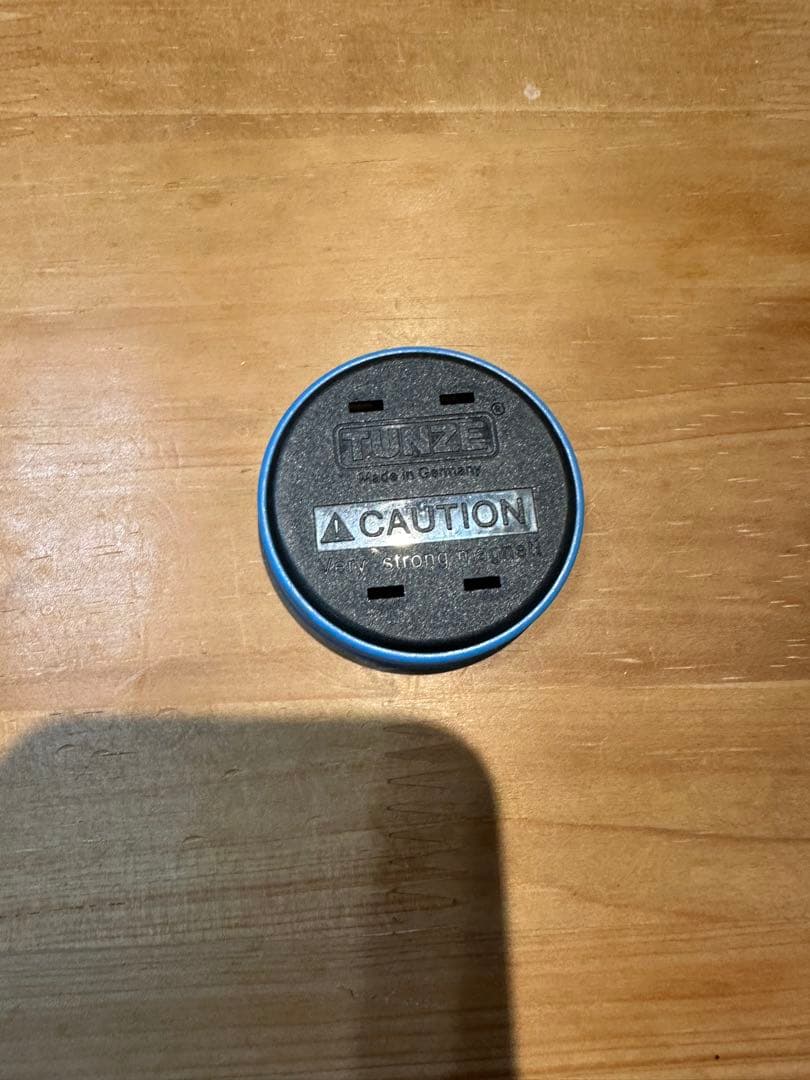 TUNZE®
Made in Germany
⚠ CAUTION
Very strong magnet!